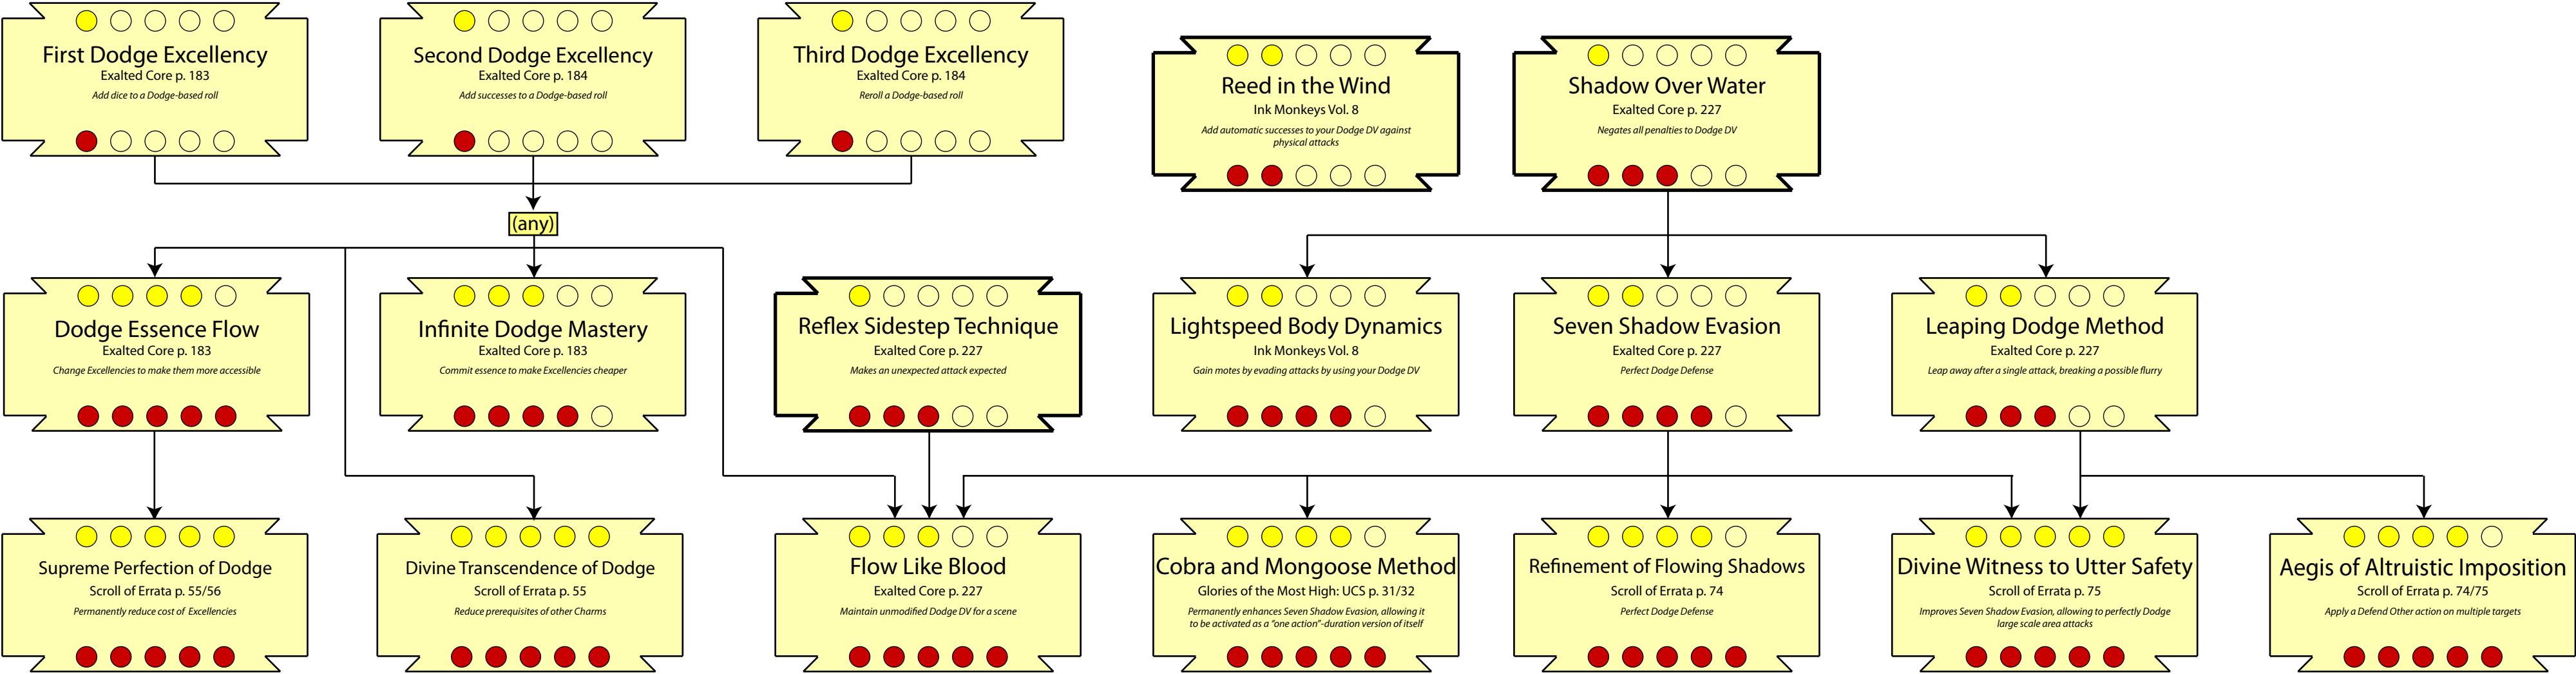 First Dodge Excellency
Exalted Core p. 183
Add dice to a Dodge-based roll
Second Dodge Excellency
Exalted Core p. 184
Add successes to a Dodge-based roll
Third Dodge Excellency
Exalted Core p. 184
Reroll a Dodge-based roll
Reed in the Wind
Ink Monkeys Vol. 8
Add automatic successes to your Dodge DV against
physical attacks
Shadow Over Water
Exalted Core p. 227
Negates all penalties to Dodge DV
(any)
Dodge Essence Flow
Exalted Core p. 183
Change Excellencies to make them more accessible
Infinite Dodge Mastery
Exalted Core p. 183
Commit essence to make Excellencies cheaper
Reflex Sidestep Technique
Exalted Core p. 227
Makes an unexpected attack expected
Lightspeed Body Dynamics
Ink Monkeys Vol. 8
Gain motes by evading attacks by using your Dodge DV
Seven Shadow Evasion
Exalted Core p. 227
Perfect Dodge Defense
Leaping Dodge Method
Exalted Core p. 227
Leap away after a single attack, breaking a possible flurry
Supreme Perfection of Dodge
Scroll of Errata p. 55/56
Permanently reduce cost of Excellencies
Divine Transcendence of Dodge
Scroll of Errata p. 55
Reduce prerequisites of other Charms
Flow Like Blood
Exalted Core p. 227
Maintain unmodified Dodge DV for a scene
Cobra and Mongoose Method
Glories of the Most High: UCS p. 31/32
Permanently enhances Seven Shadow Evasion, allowing it
to be activated as a "one action"-duration version of itself
Refinement of Flowing Shadows
Scroll of Errata p. 74
Perfect Dodge Defense
Divine Witness to Utter Safety
Scroll of Errata p. 75
Improves Seven Shadow Evasion, allowing to perfectly Dodge
large scale area attacks
Aegis of Altruistic Imposition
Scroll of Errata p. 74/75
Apply a Defend Other action on multiple targets